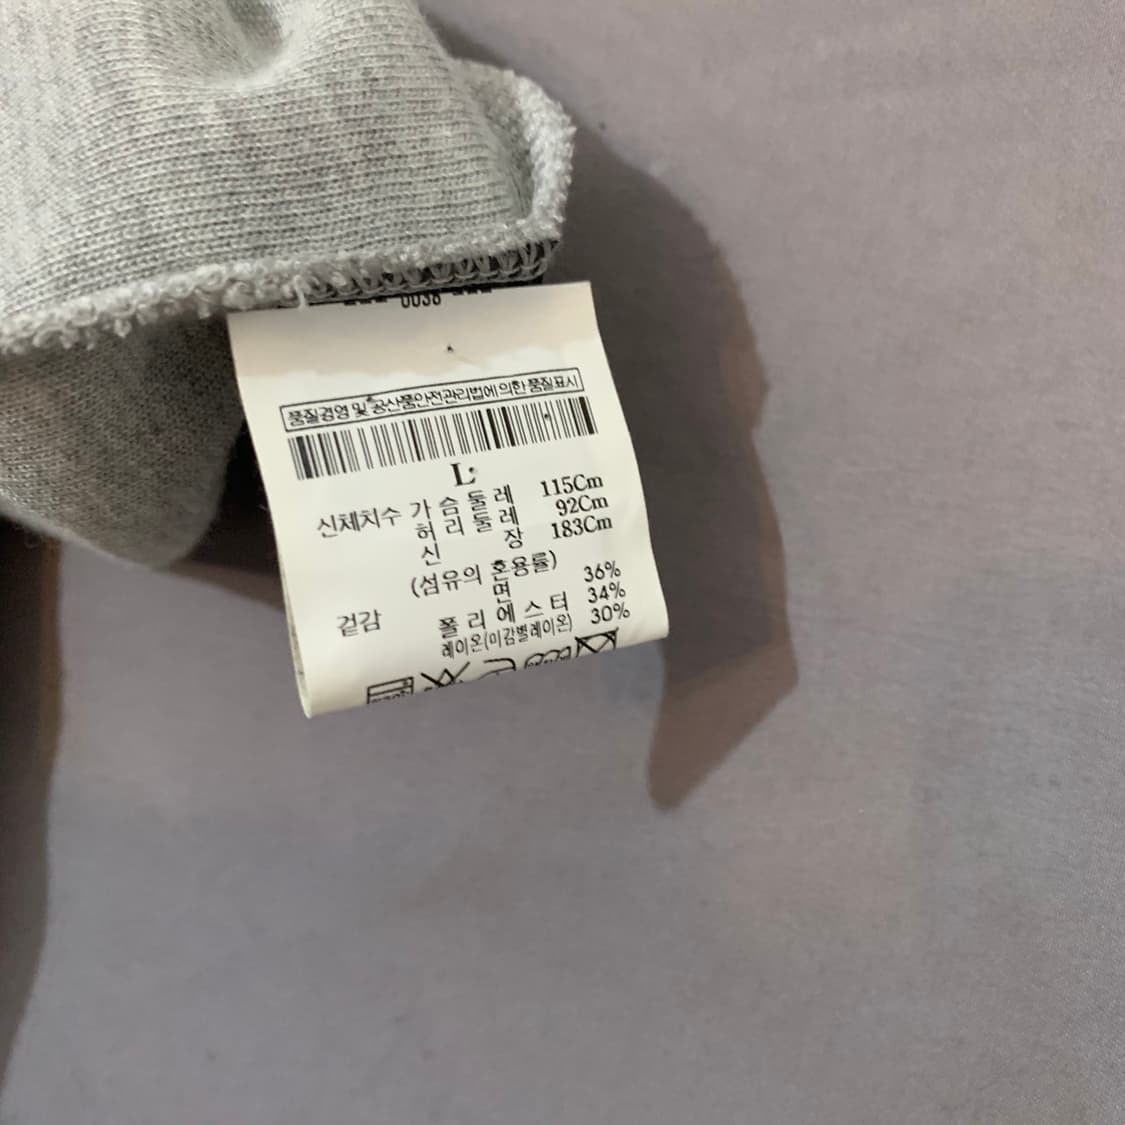 0038
품질경영 및 공산품안전관리법에 의한 품질표시
L
신체치수 가 슴 둘 레 115Cm
허 리 둘 레 92Cm
신 장 183Cm
(섬유의 혼용률)
겉감 면 36%
폴 리 에 스 터 34%
레이온(미감별레이온) 30%